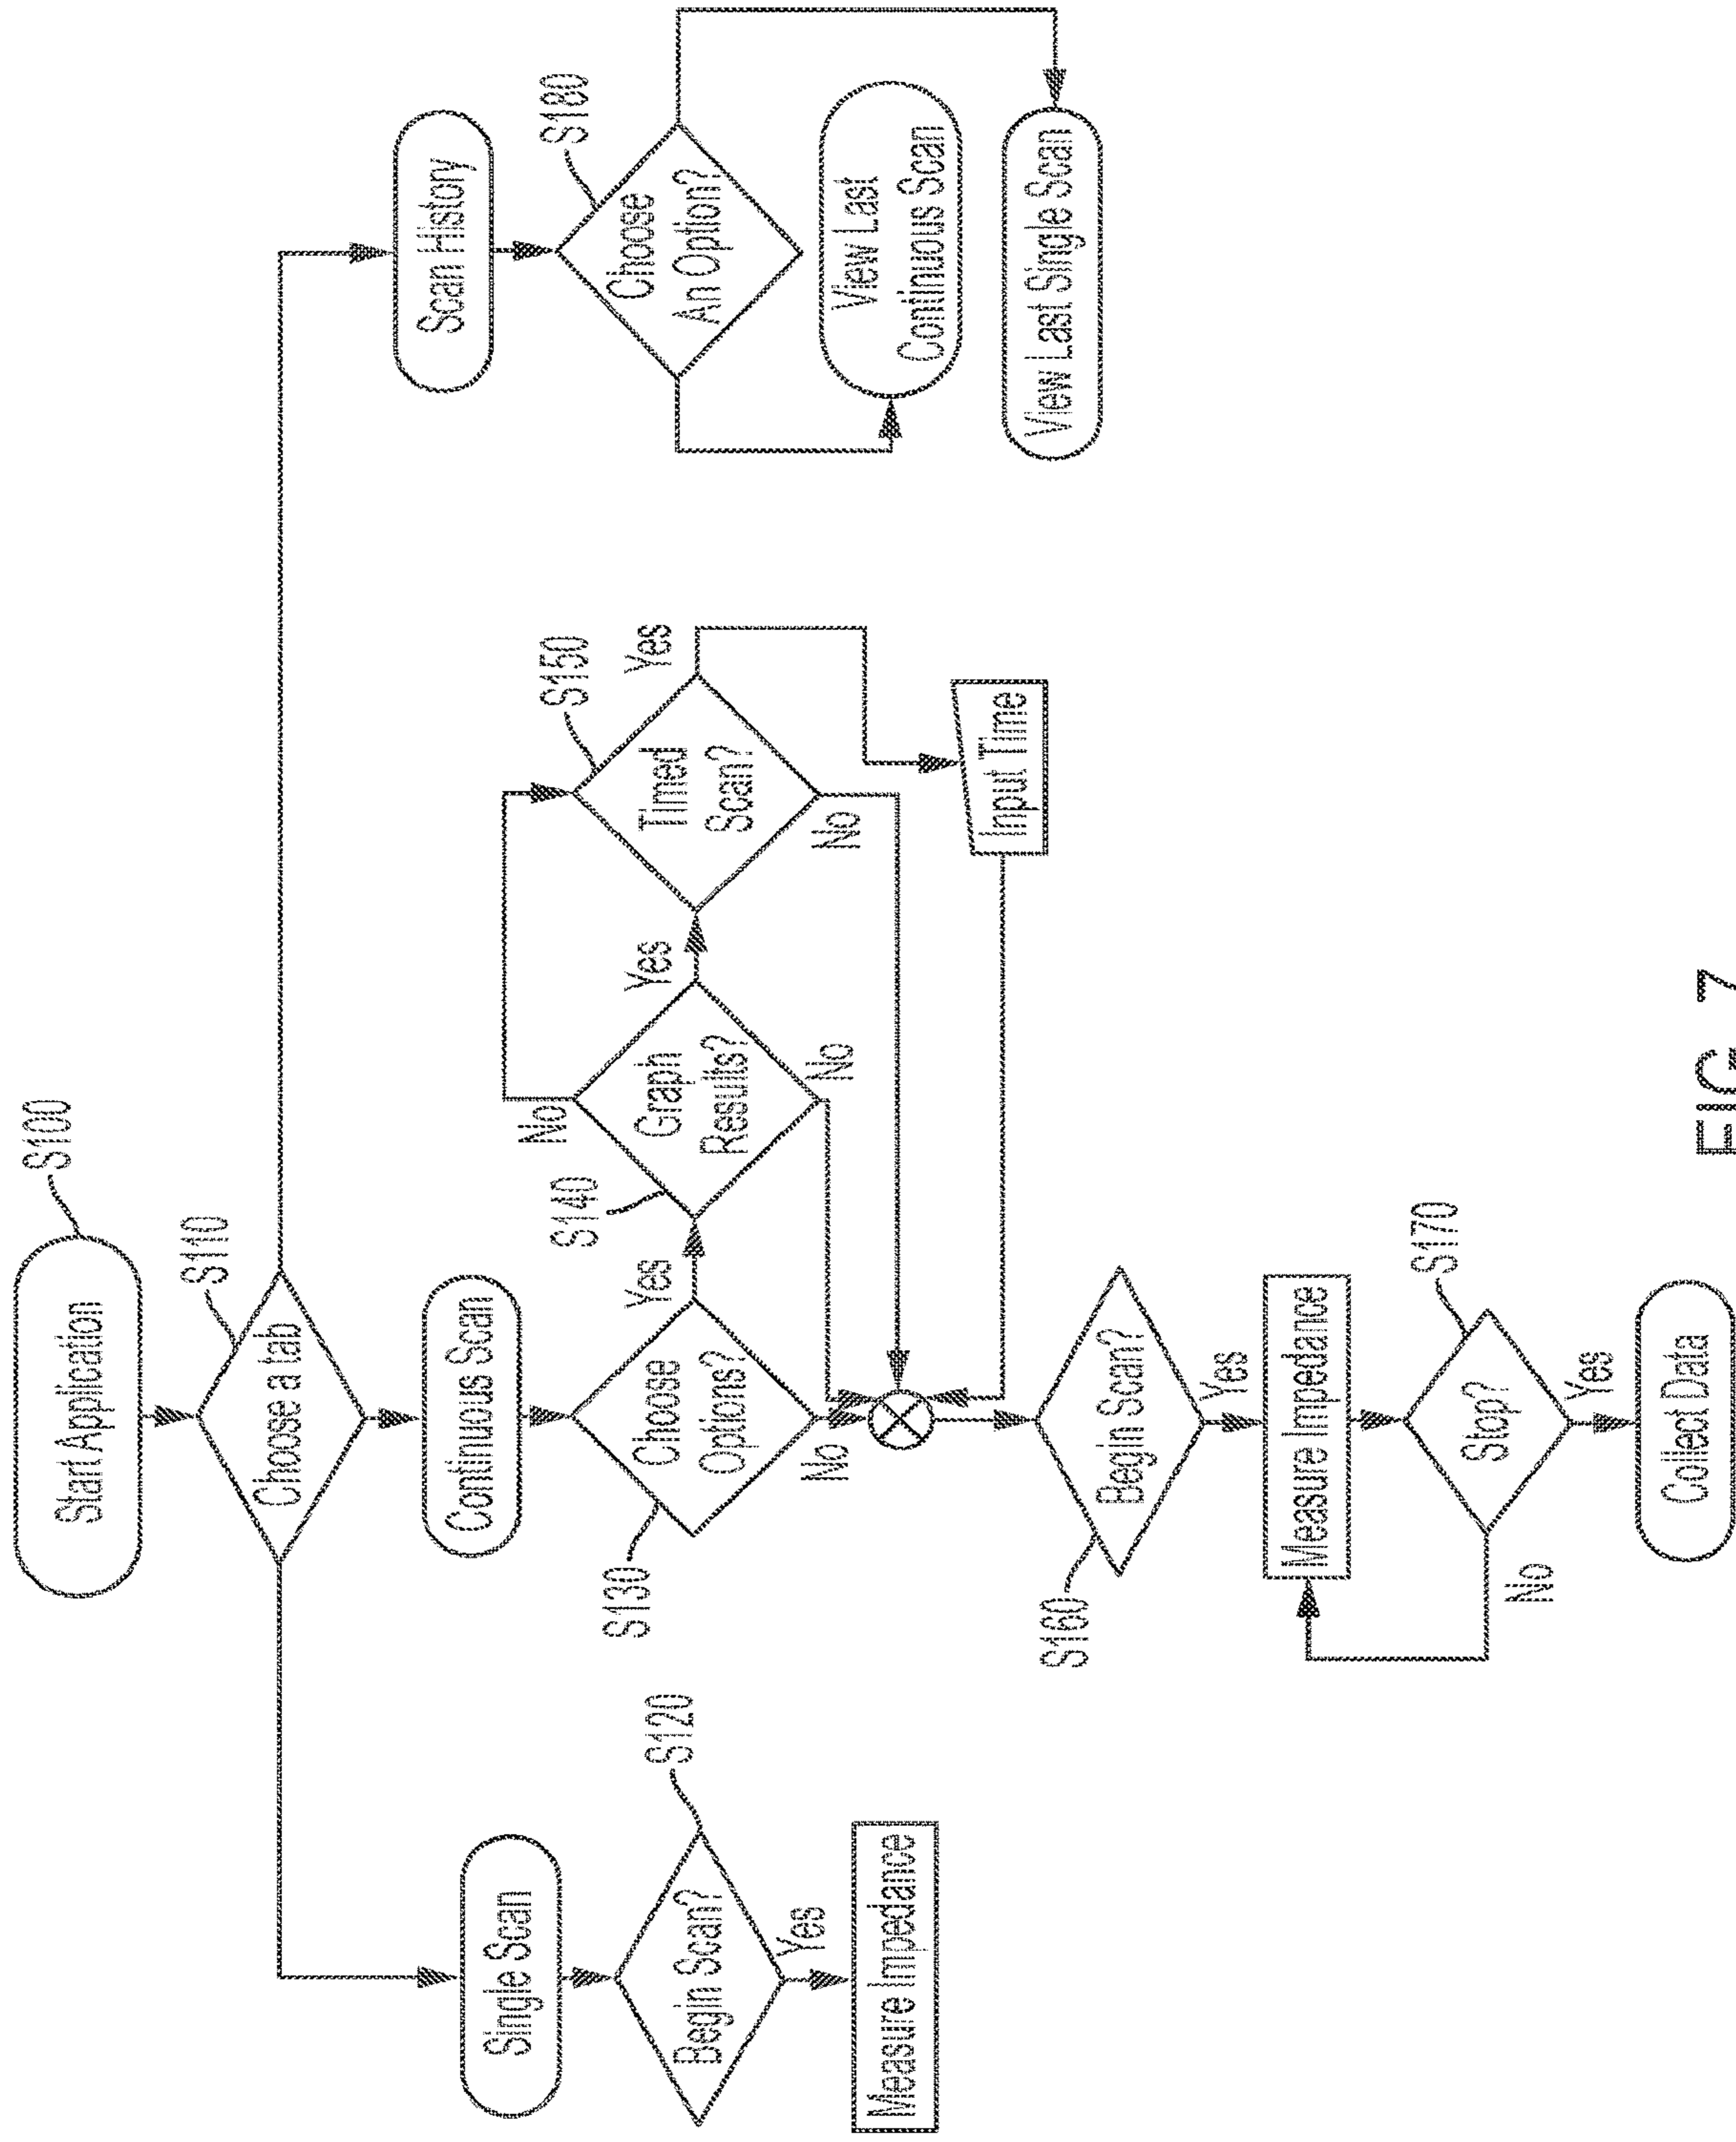 Start Application
S100
Choose a tab
S110
Single Scan
Begin Scan?
S120
Yes
Measure Impedance
Continuous Scan
Choose
Options?
S130
Yes
No
Graph
Results?
S140
No
Yes
No
Timed
Scan?
S150
Yes
No
Input Time
Begin Scan?
S160
Yes
Measure Impedance
Stop?
S170
No
Yes
Collect Data
Scan History
Choose
An Option?
S180
View Last
Continuous Scan
View Last Single Scan
FIG. 7